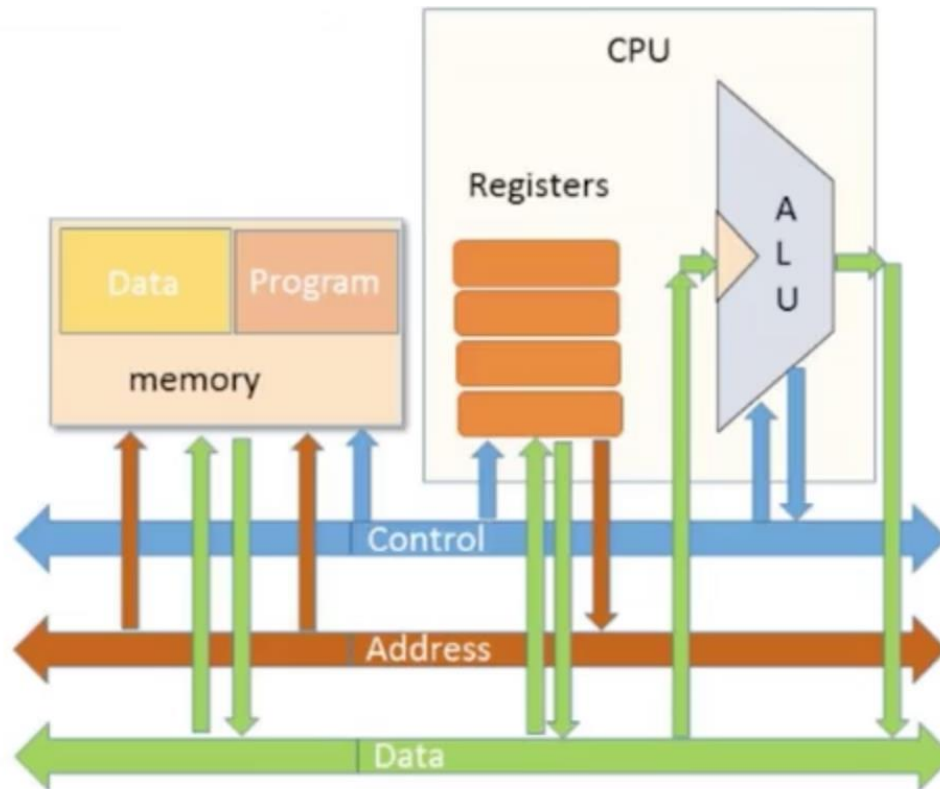 CPU
Registers
A
L
U
Data
Program
memory
Control
Address
Data